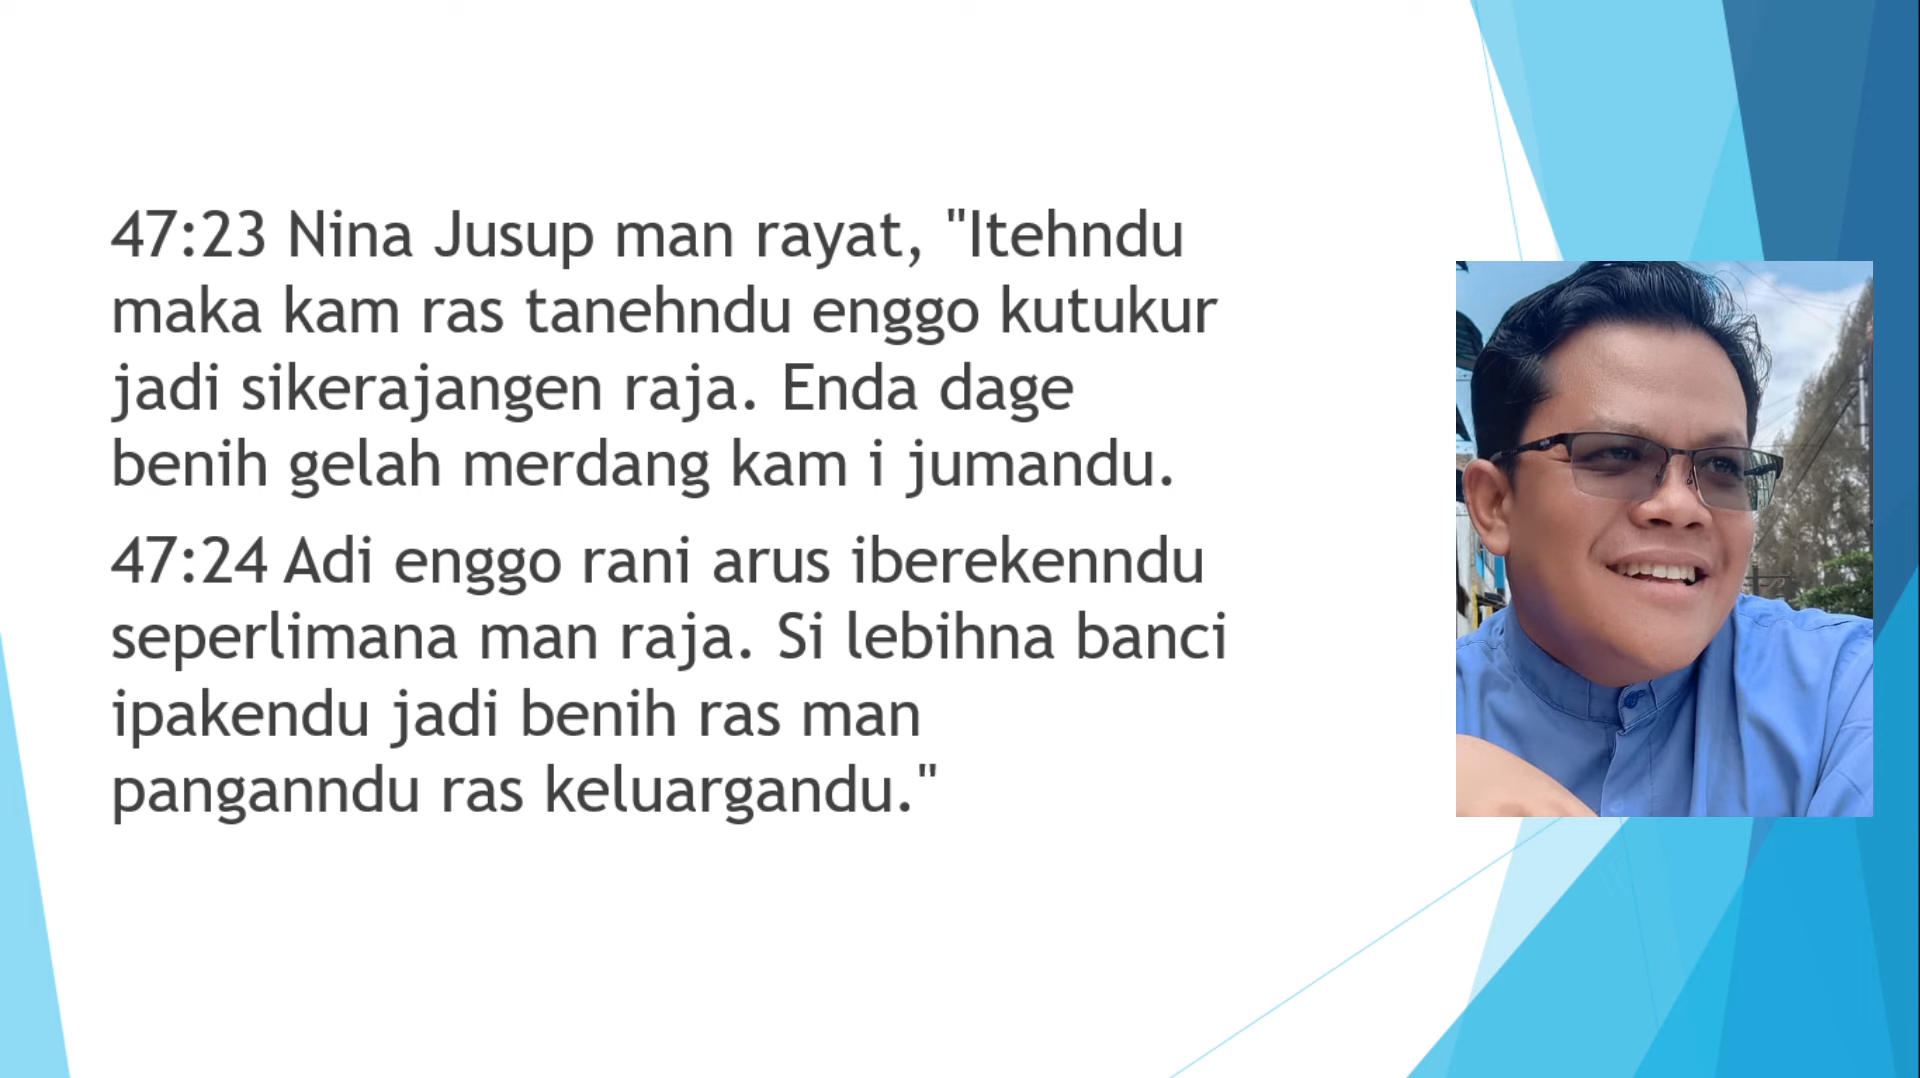 47:23 Nina Jusup man rayat, "Itehndu
maka kam ras tanehndu enggo kutukur
jadi sikerajangen raja. Enda dage
benih gelah merdang kam i jumandu.
47:24 Adi enggo rani arus iberekenndu
seperlimana man raja. Si lebihna banci
ipakendu jadi benih ras man
panganndu ras keluargandu."